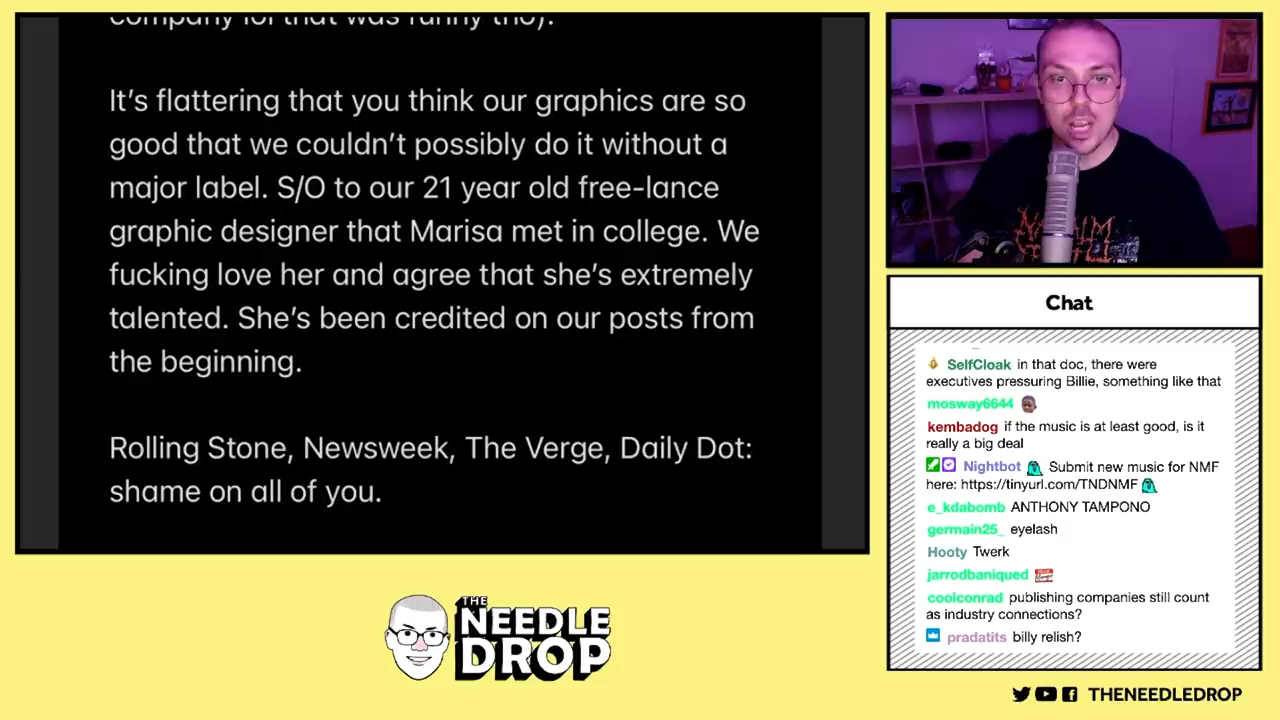 company lol that was funny tho).
It's flattering that you think our graphics are so
good that we couldn't possibly do it without a
major label. S/O to our 21 year old free-lance
graphic designer that Marisa met in college. We
fucking love her and agree that she's extremely
talented. She's been credited on our posts from
the beginning.
Rolling Stone, Newsweek, The Verge, Daily Dot:
shame on all of you.
THE
NEEDLE
DROP
Chat
SelfCloak in that doc, there were
executives pressuring Billie, something like that
mosway6644
kembadog if the music is at least good, is it
really a big deal
Nightbot Submit new music for NMF
here: https://tinyurl.com/TNDNMF
e_kdabomb ANTHONY TAMPONO
germain25_ eyelash
Hooty Twerk
jarrodbaniqued
coolconrad publishing companies still count
as industry connections?
pradatits billy relish?
THENEEDLEDROP